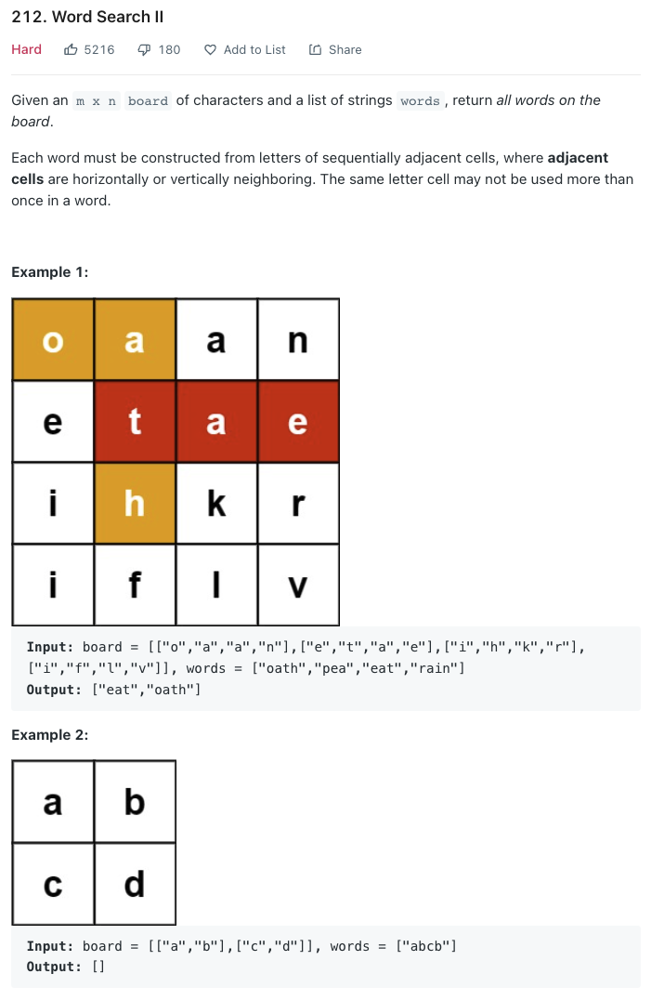 212. Word Search II
Hard 5216 180 Add to List Share
Given an m x n board of characters and a list of strings words , return all words on the
board.
Each word must be constructed from letters of sequentially adjacent cells, where adjacent
cells are horizontally or vertically neighboring. The same letter cell may not be used more than
once in a word.
Example 1:
o a a n
e t a e
i h k r
i f l v
Input: board = [["o","a","a","n"],["e","t","a","e"],["i","h","k","r"],
["i","f","l","v"]], words = ["oath","pea","eat","rain"]
Output: ["eat","oath"]
Example 2:
a b
c d
Input: board = [["a","b"],["c","d"]], words = ["abcb"]
Output: []